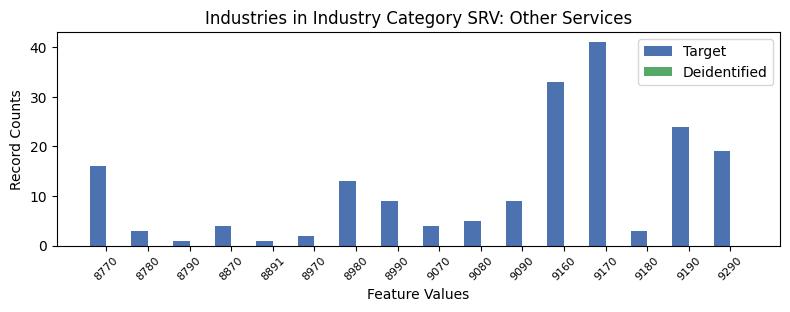 Industries in Industry Category SRV: Other Services
Target
Deidentified
Record Counts
40
30
20
10
0
8770 8780 8790 8870 8891 8970 8980 8990 9070 9080 9090 9160 9170 9180 9190 9290
Feature Values